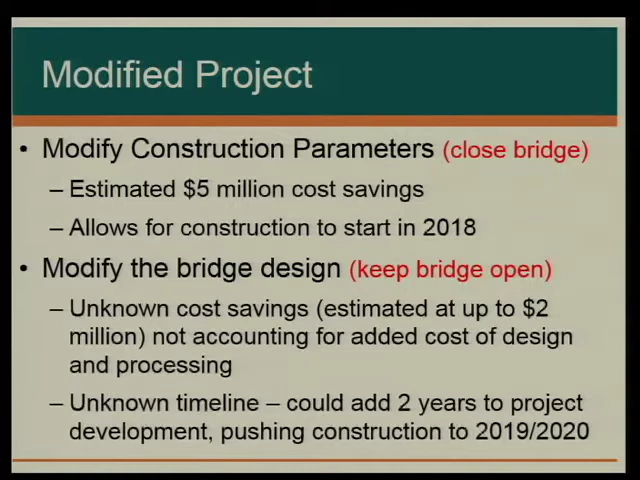 Modified Project
• Modify Construction Parameters (close bridge)
– Estimated $5 million cost savings
– Allows for construction to start in 2018
• Modify the bridge design (keep bridge open)
– Unknown cost savings (estimated at up to $2
million) not accounting for added cost of design
and processing
– Unknown timeline – could add 2 years to project
development, pushing construction to 2019/2020